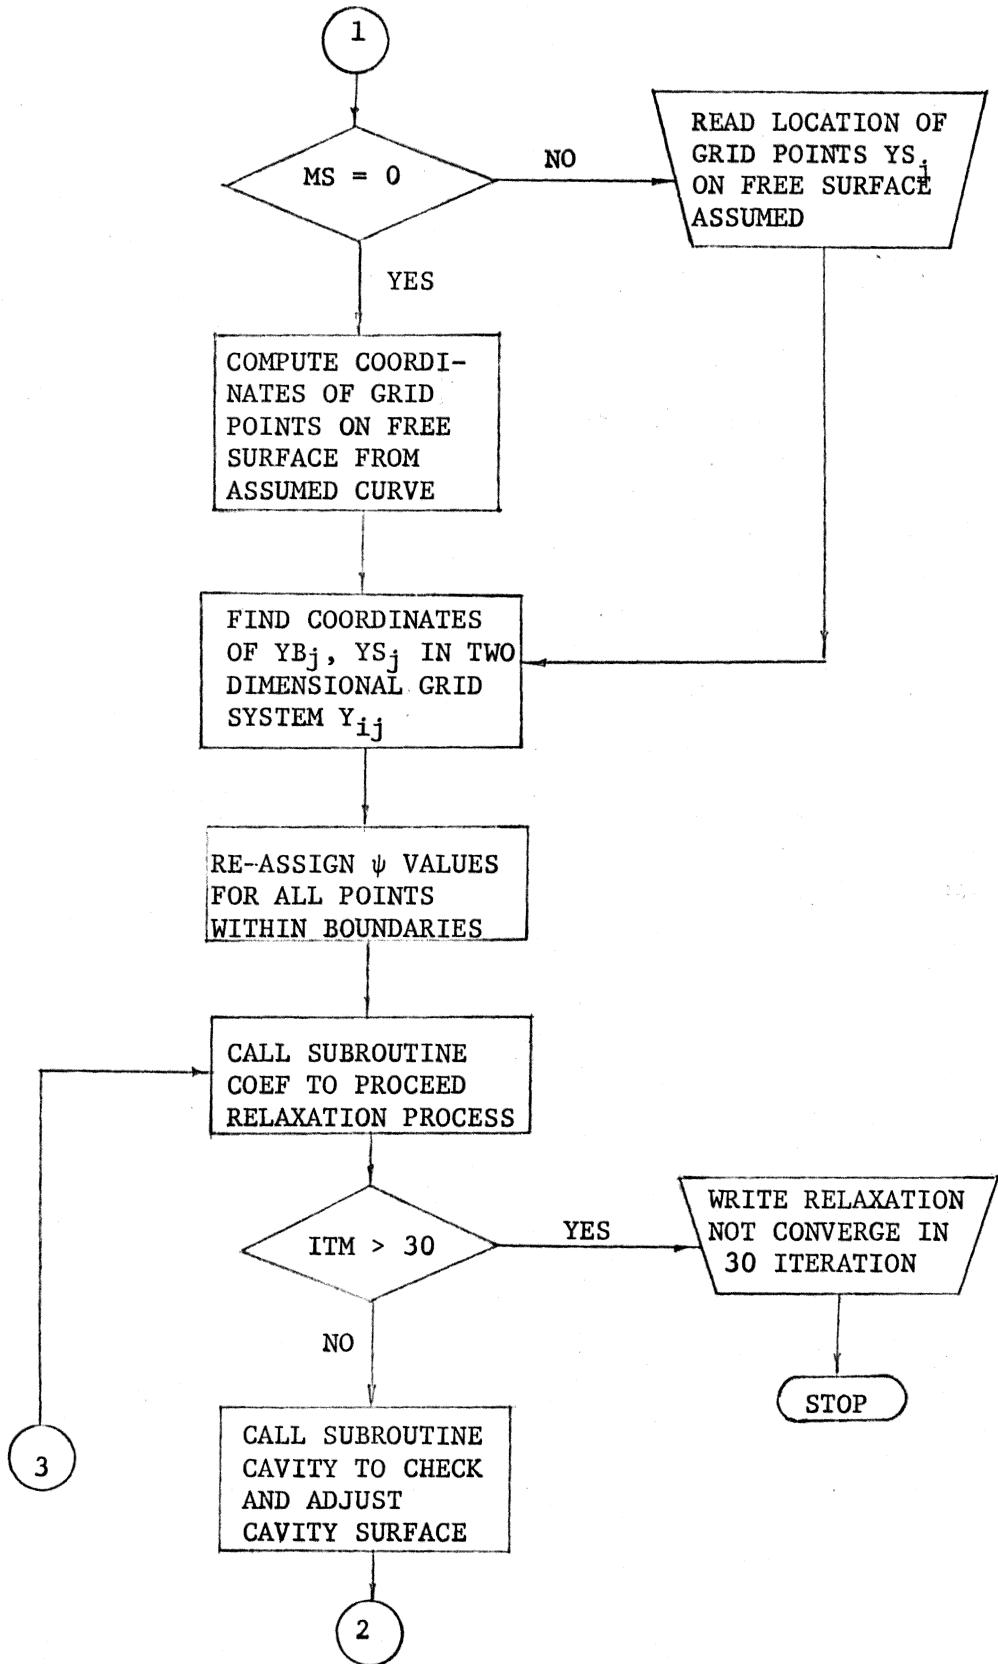 1
MS = 0
NO
READ LOCATION OF
GRID POINTS YSj
ON FREE SURFACE
ASSUMED
YES
COMPUTE COORDI-
NATES OF GRID
POINTS ON FREE
SURFACE FROM
ASSUMED CURVE
FIND COORDINATES
OF YBj, YSj IN TWO
DIMENSIONAL GRID
SYSTEM Yij
RE-ASSIGN ψ VALUES
FOR ALL POINTS
WITHIN BOUNDARIES
CALL SUBROUTINE
COEF TO PROCEED
RELAXATION PROCESS
ITM > 30
YES
WRITE RELAXATION
NOT CONVERGE IN
30 ITERATION
NO
STOP
3
CALL SUBROUTINE
CAVITY TO CHECK
AND ADJUST
CAVITY SURFACE
2